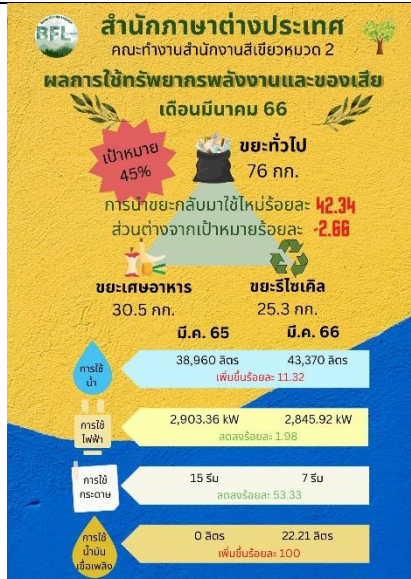 BFL
สำนักภาษาต่างประเทศ
คณะทำงานสำนักงานสีเขียวหมวด 2
ผลการใช้ทรัพยากรพลังงานและของเสีย
เดือนมีนาคม 66
เป้าหมาย
45%
ขยะทั่วไป
76 กก.
การนำขยะกลับมาใช้ใหม่ร้อยละ 42.34
ส่วนต่างจากเป้าหมายร้อยละ -2.66
ขยะเศษอาหาร
30.5 กก.
ขยะรีไซเคิล
25.3 กก.
มี.ค. 65 มี.ค. 66
การใช้
น้ำ
38,960 ลิตร 43,370 ลิตร
เพิ่มขึ้นร้อยละ 11.32
การใช้
ไฟฟ้า
2,903.36 kW 2,845.92 kW
ลดลงร้อยละ 1.98
การใช้
กระดาษ
15 รีม 7 รีม
ลดลงร้อยละ 53.33
การใช้
น้ำมัน
เชื้อเพลิง
0 ลิตร 22.21 ลิตร
เพิ่มขึ้นร้อยละ 100